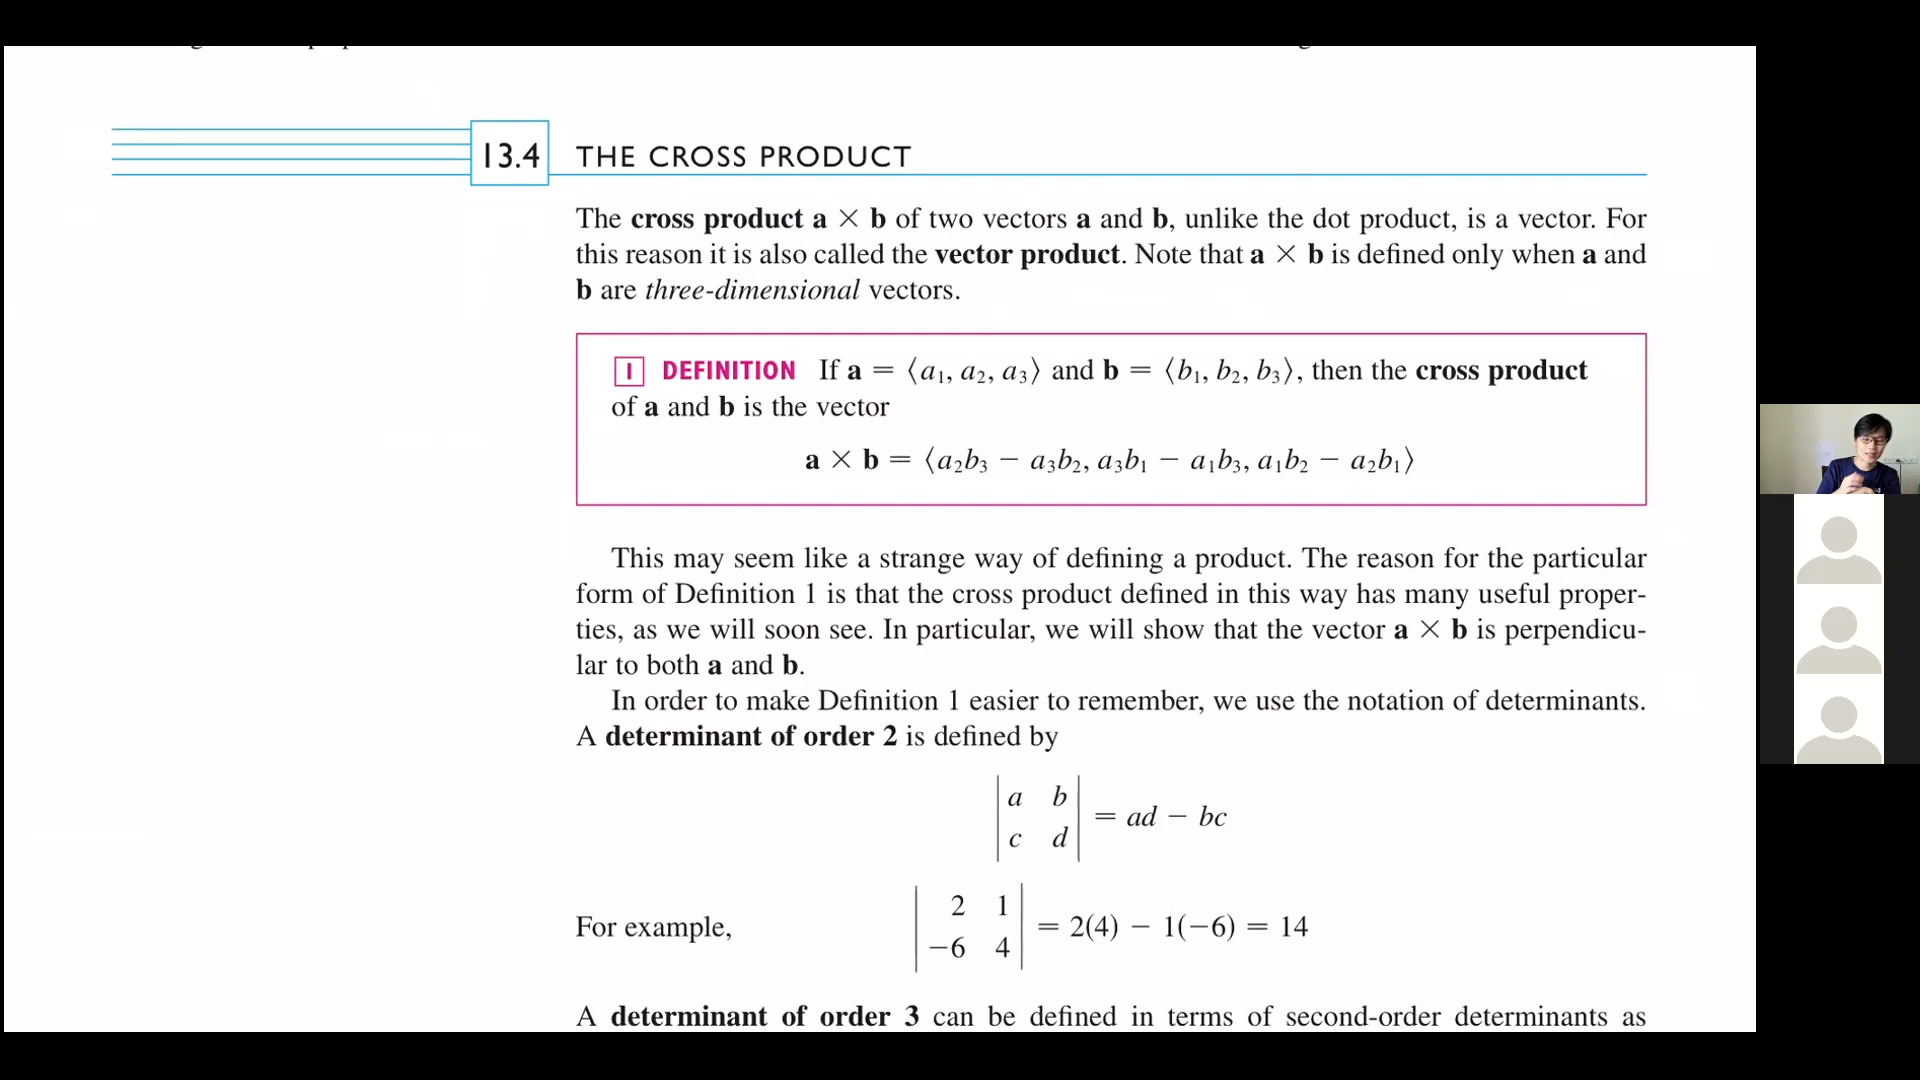 13.4 THE CROSS PRODUCT
The cross product a × b of two vectors a and b, unlike the dot product, is a vector. For
this reason it is also called the vector product. Note that a × b is defined only when a and
b are three-dimensional vectors.
1 DEFINITION If a = ⟨a₁, a₂, a₃⟩ and b = ⟨b₁, b₂, b₃⟩, then the cross product
of a and b is the vector
a × b = ⟨a₂b₃ − a₃b₂, a₃b₁ − a₁b₃, a₁b₂ − a₂b₁⟩
This may seem like a strange way of defining a product. The reason for the particular
form of Definition 1 is that the cross product defined in this way has many useful proper-
ties, as we will soon see. In particular, we will show that the vector a × b is perpendicu-
lar to both a and b.
In order to make Definition 1 easier to remember, we use the notation of determinants.
A determinant of order 2 is defined by
a b
c d
= ad − bc
For example,
2 1
−6 4
= 2(4) − 1(−6) = 14
A determinant of order 3 can be defined in terms of second-order determinants as